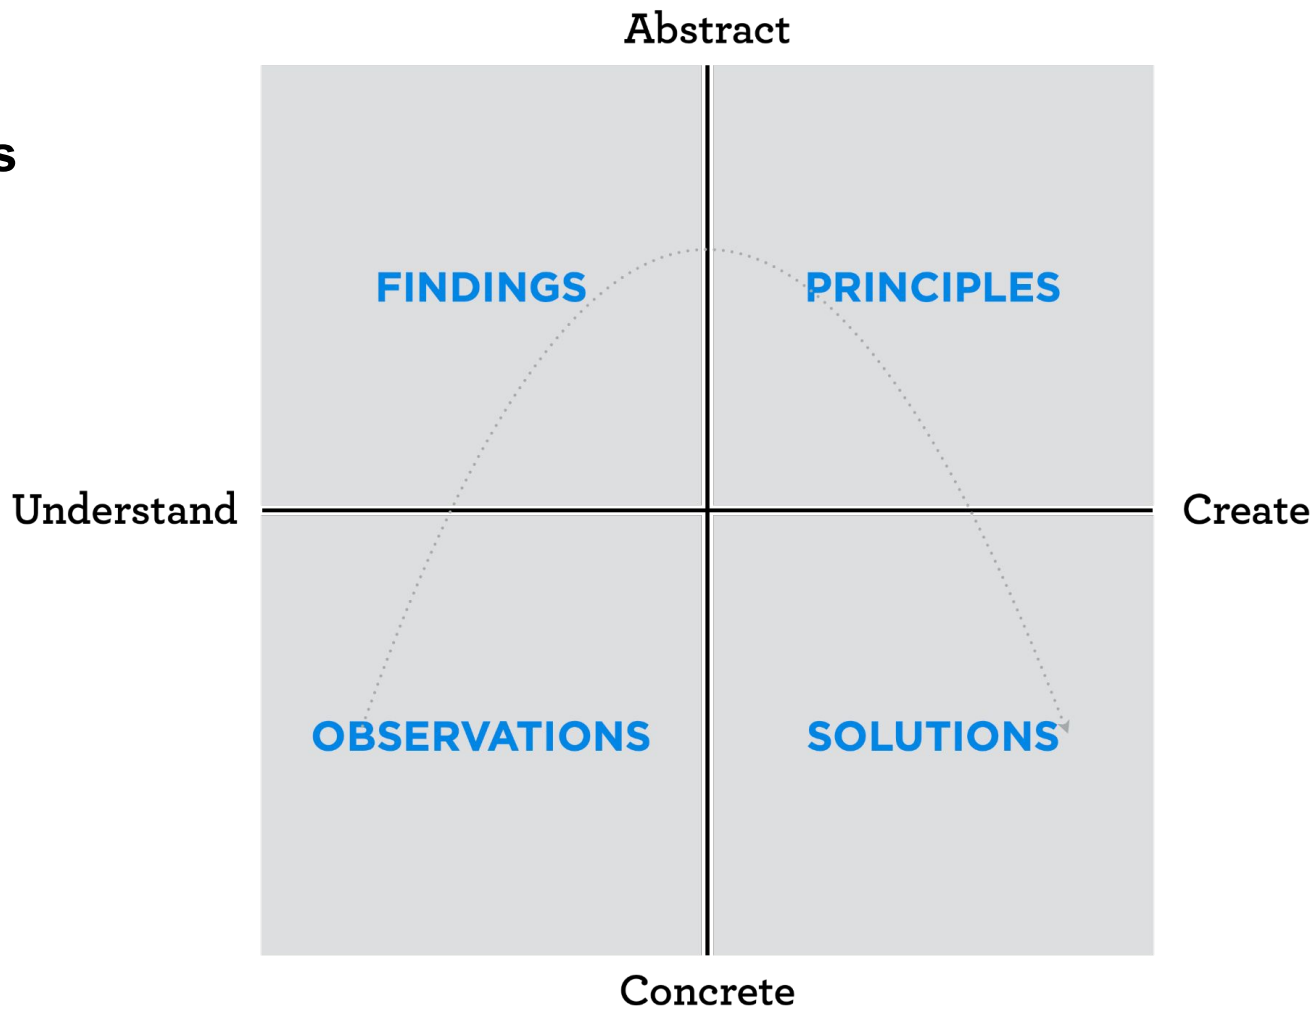 Abstract
s
FINDINGS
PRINCIPLES
Understand
Create
OBSERVATIONS
SOLUTIONS
Concrete